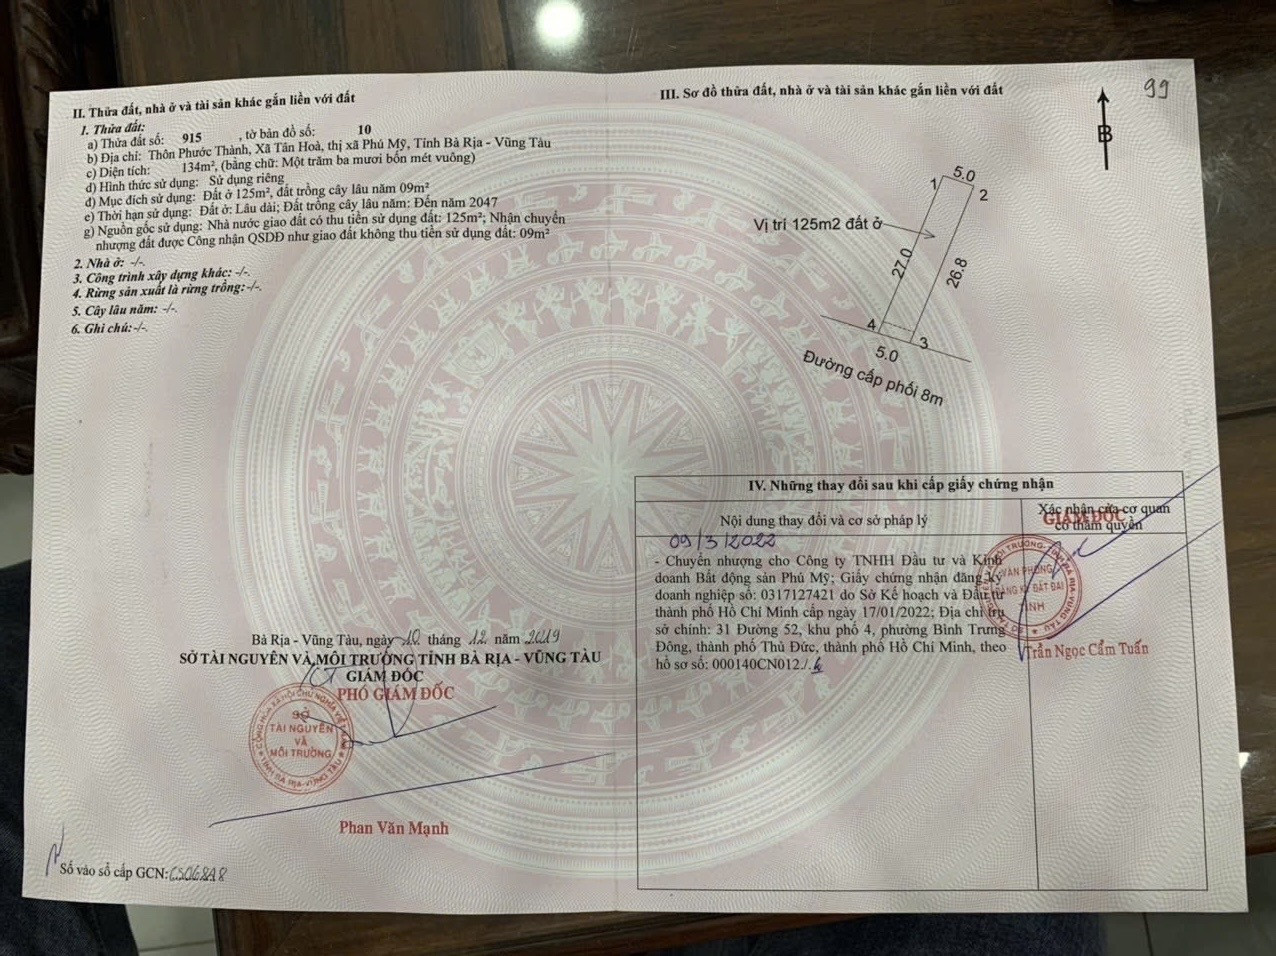 II. Thửa đất, nhà ở và tài sản khác gắn liền với đất
1. Thửa đất:
a) Thửa đất số: 915 , tờ bản đồ số: 10
b) Địa chỉ: Thôn Phước Thành, Xã Tân Hoà, thị xã Phú Mỹ, Tỉnh Bà Rịa - Vũng Tàu
c) Diện tích: 134m², (bằng chữ: Một trăm ba mươi bốn mét vuông)
d) Hình thức sử dụng: Sử dụng riêng
đ) Mục đích sử dụng: Đất ở 125m², đất trồng cây lâu năm 09m²
e) Thời hạn sử dụng: Đất ở: Lâu dài; Đất trồng cây lâu năm: Đến năm 2047
g) Nguồn gốc sử dụng: Nhà nước giao đất có thu tiền sử dụng đất: 125m²; Nhận chuyển
nhượng đất được Công nhận QSDĐ như giao đất không thu tiền sử dụng đất: 09m²
2. Nhà ở: -/-.
3. Công trình xây dựng khác: -/-.
4. Rừng sản xuất là rừng trồng:-/-.
5. Cây lâu năm: -/-.
6. Ghi chú:-/-.
Bà Rịa - Vũng Tàu, ngày 10 tháng 12 năm 2019
SỞ TÀI NGUYÊN VÀ MÔI TRƯỜNG TỈNH BÀ RỊA - VŨNG TÀU
KT GIÁM ĐỐC
PHÓ GIÁM ĐỐC
SỞ
TÀI NGUYÊN
VÀ
MÔI TRƯỜNG
TỈNH BÀ RỊA-VŨNG TÀU
Phan Văn Mạnh
Số vào sổ cấp GCN:
III. Sơ đồ thửa đất, nhà ở và tài sản khác gắn liền với đất
99
B
5.0
1
2
Vị trí 125m2 đất ở
27.0
26.8
4
3
5.0
Đường cấp phối 8m
IV. Những thay đổi sau khi cấp giấy chứng nhận
Nội dung thay đổi và cơ sở pháp lý
Xác nhận của cơ quan
có thẩm quyền
GIÁM ĐỐC
09/3/2022
- Chuyển nhượng cho Công ty TNHH Đầu tư và Kinh
doanh Bất động sản Phú Mỹ; Giấy chứng nhận đăng ký
doanh nghiệp số: 0317127421 do Sở Kế hoạch và Đầu tư
thành phố Hồ Chí Minh cấp ngày 17/01/2022; Địa chỉ trụ
sở chính: 31 Đường 52, khu phố 4, phường Bình Trưng
Đông, thành phố Thủ Đức, thành phố Hồ Chí Minh, theo
hồ sơ số: 000140CN012./.
VĂN PHÒNG
ĐĂNG KÝ ĐẤT ĐAI
TỈNH
Trần Ngọc Cẩm Tuấn